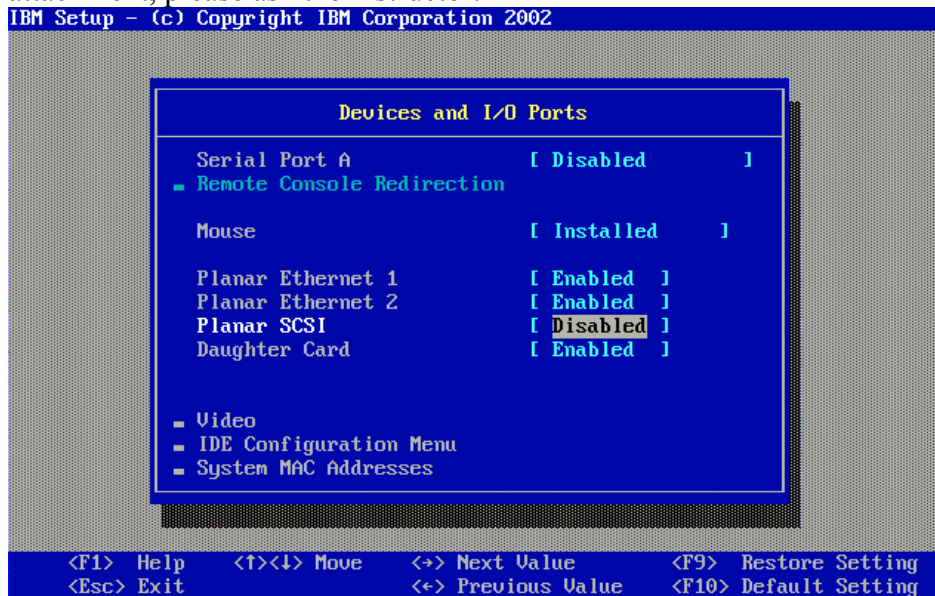 IBM Setup - (c) Copyright IBM Corporation 2002
Devices and I/O Ports
Serial Port A [ Disabled ]
Remote Console Redirection
Mouse [ Installed ]
Planar Ethernet 1 [ Enabled ]
Planar Ethernet 2 [ Enabled ]
Planar SCSI [ Disabled ]
Daughter Card [ Enabled ]
Video
IDE Configuration Menu
System MAC Addresses
<F1> Help <↑><↓> Move <→> Next Value <F9> Restore Setting
<Esc> Exit <←> Previous Value <F10> Default Setting